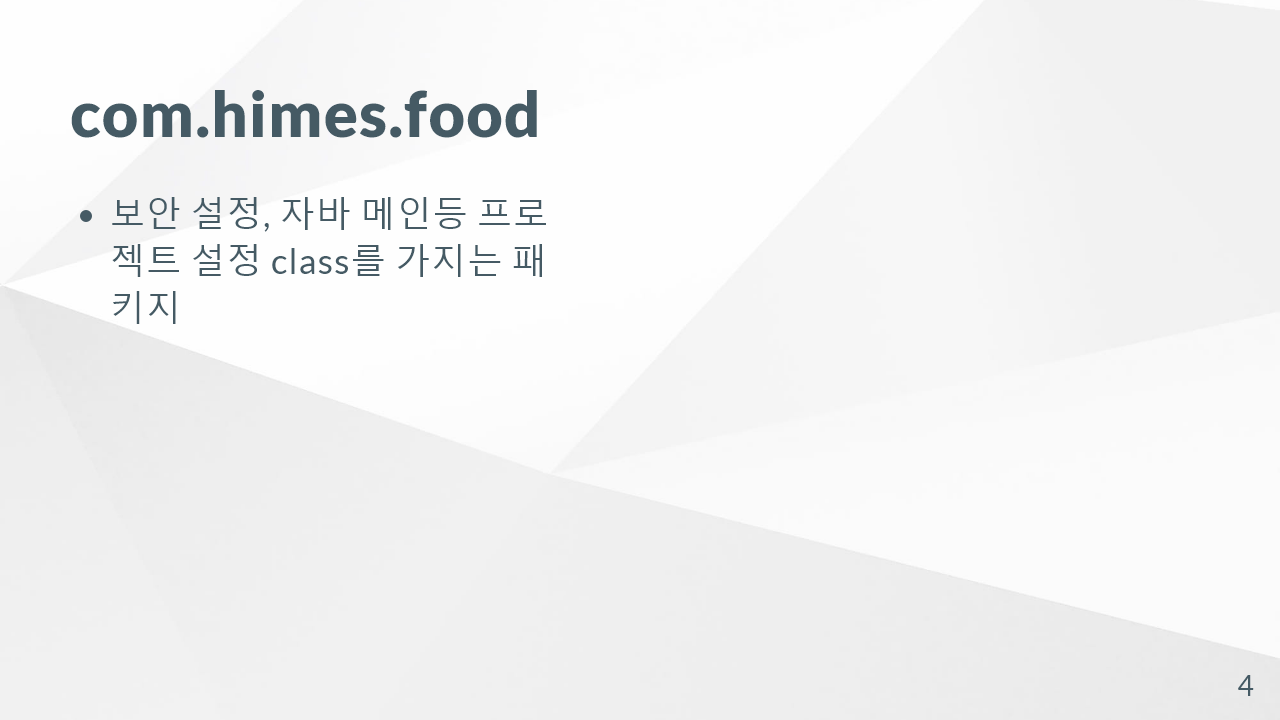 com.himes.food
• 보안 설정, 자바 메인등 프로
젝트 설정 class를 가지는 패
키지
4